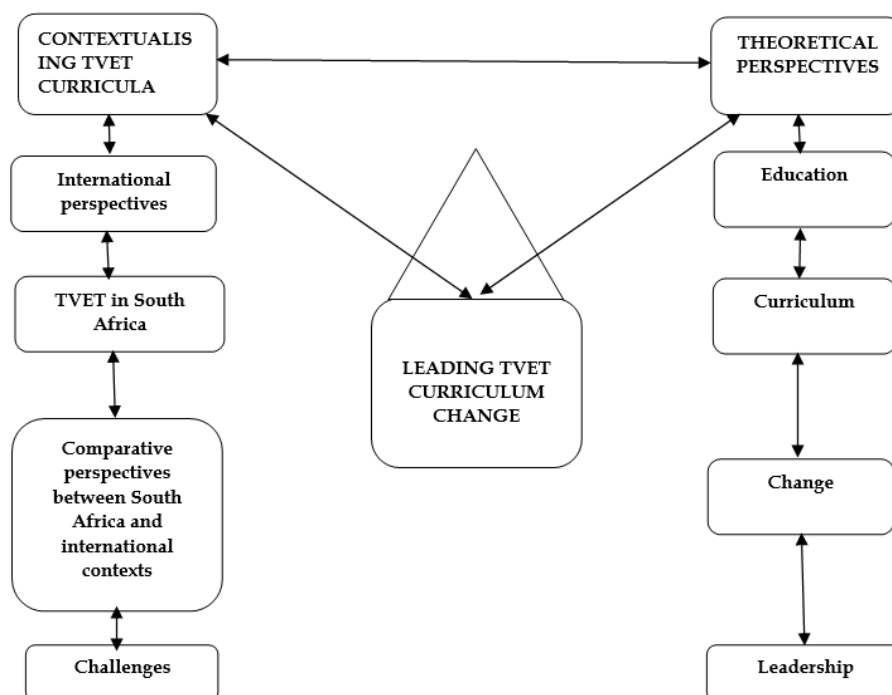 CONTEXTUALIS
ING TVET
CURRICULA
THEORETICAL
PERSPECTIVES
International
perspectives
Education
TVET in South
Africa
Curriculum
LEADING TVET
CURRICULUM
CHANGE
Comparative
perspectives
between South
Africa and
international
contexts
Change
Challenges
Leadership